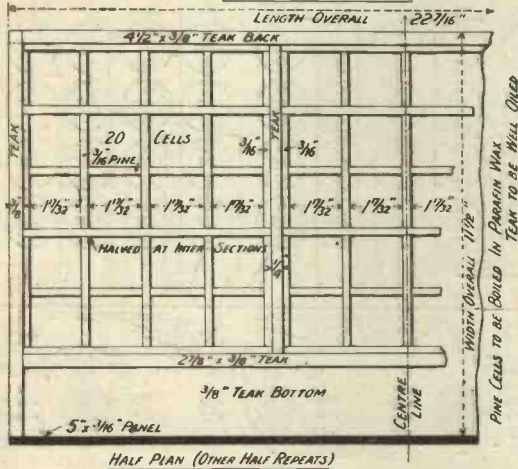 LENGTH OVERALL 22 7/16"
4 1/2" x 3/8" TEAK BACK
TEAK
TEAK
20 CELLS
3/16" PINE
3/16" 3/16"
3/8" 1 17/32" 1 17/32" 1 17/32" 1 17/32" 1 17/32" 1 17/32" 1 17/32"
HALVED AT INTER SECTIONS
1/4"
2 7/8" x 3/8" TEAK
3/8" TEAK BOTTOM
CENTRE
LINE
5" x 3/16" PANEL
WIDTH OVERALL 11 1/2"
PINE CELLS TO BE BOILED IN PARAFIN WAX
TEAK TO BE WELL OILED
HALF PLAN (OTHER HALF REPEATS)